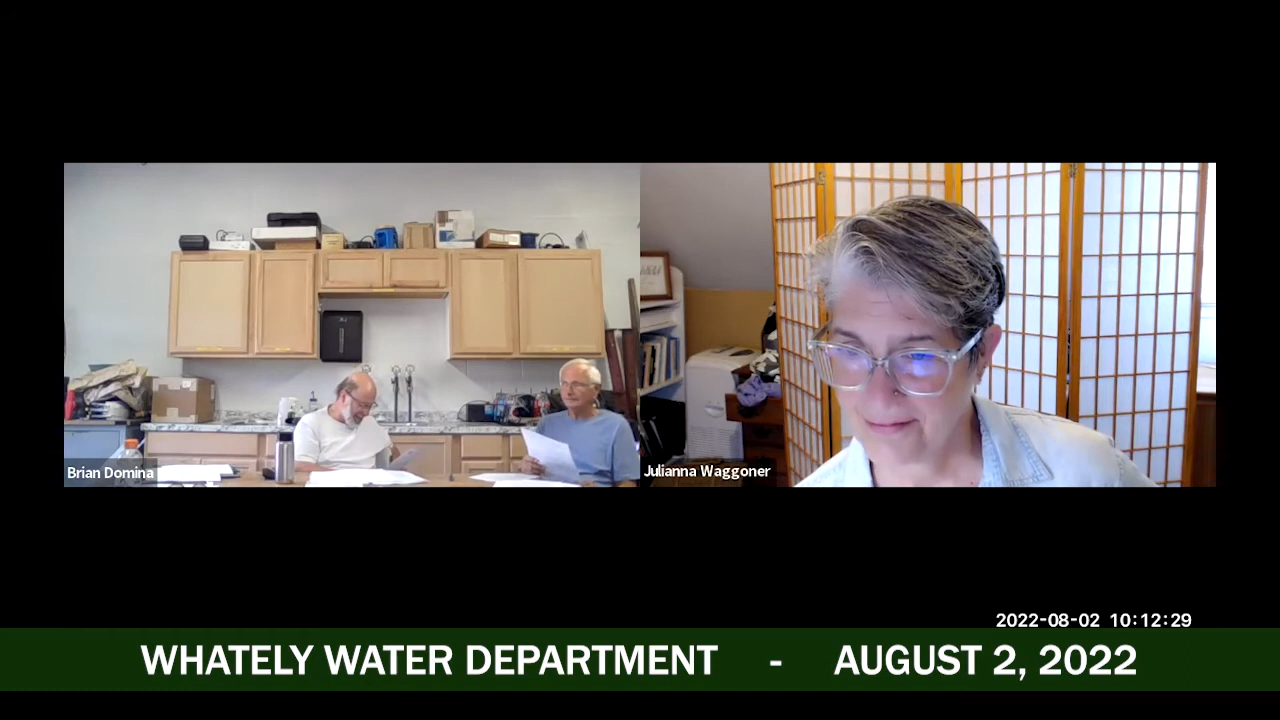 Brian Domina
Julianna Waggoner
2022-08-02 10:12:29
WHATELY WATER DEPARTMENT - AUGUST 2, 2022